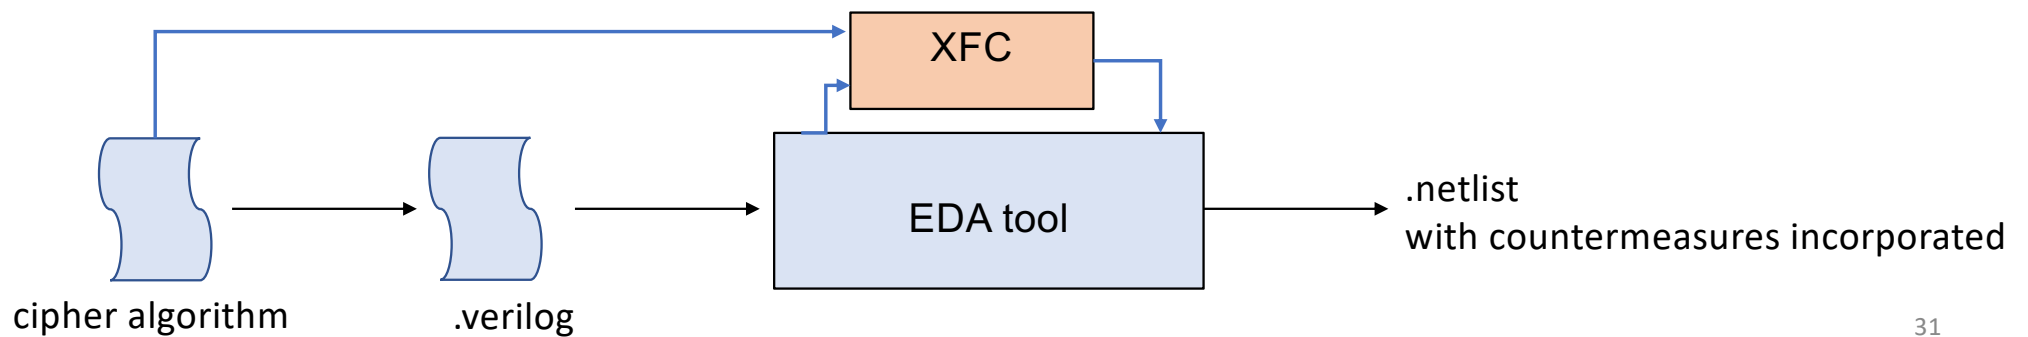 XFC
EDA tool
.netlist
with countermeasures incorporated
cipher algorithm
.verilog
31